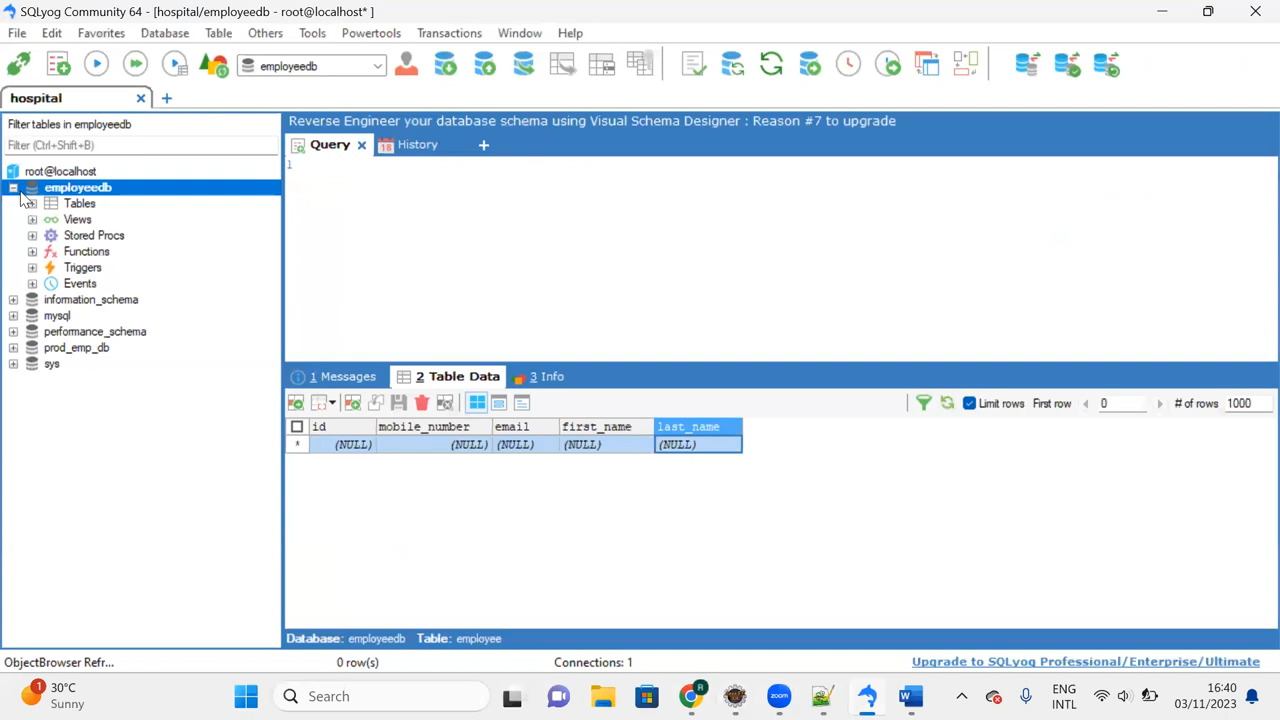 SQLyog Community 64 - [hospital/employeedb - root@localhost* ]
File Edit Favorites Database Table Others Tools Powertools Transactions Window Help
employeedb
hospital
Filter tables in employeedb
Filter (Ctrl+Shift+B)
root@localhost
employeedb
Tables
Views
Stored Procs
Functions
Triggers
Events
information_schema
mysql
performance_schema
prod_emp_db
sys
Reverse Engineer your database schema using Visual Schema Designer : Reason #7 to upgrade
Query 18 History
1
1 Messages 2 Table Data 3 Info
Limit rows First row 0 # of rows 1000
id mobile_number email first_name last_name
* (NULL) (NULL) (NULL) (NULL) (NULL)
Database: employeedb Table: employee
ObjectBrowser Refr... 0 row(s) Connections: 1 Upgrade to SQLyog Professional/Enterprise/Ultimate
1 30°C
Sunny
Search
R
W
ENG
INTL
16:40
03/11/2023